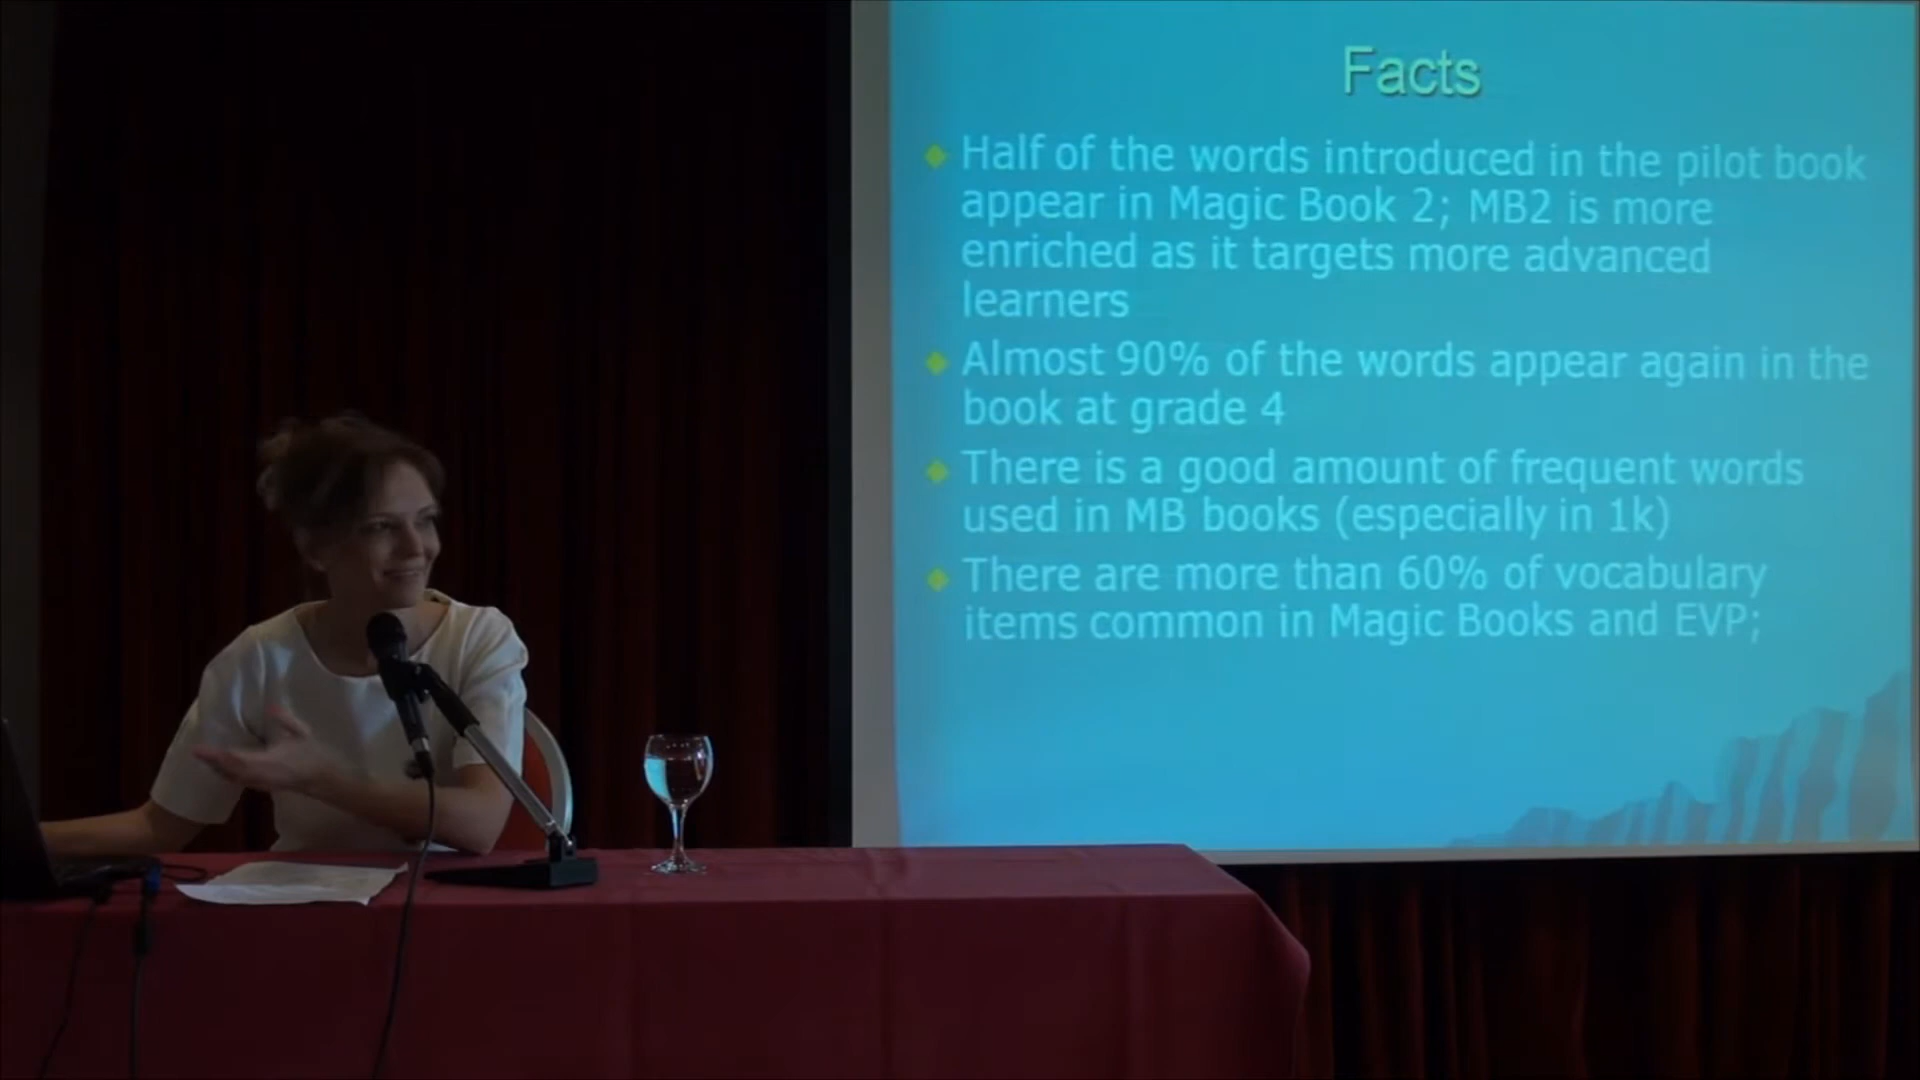 Facts
Half of the words introduced in the pilot book
appear in Magic Book 2; MB2 is more
enriched as it targets more advanced
learners
Almost 90% of the words appear again in the
book at grade 4
There is a good amount of frequent words
used in MB books (especially in 1k)
There are more than 60% of vocabulary
items common in Magic Books and EVP;